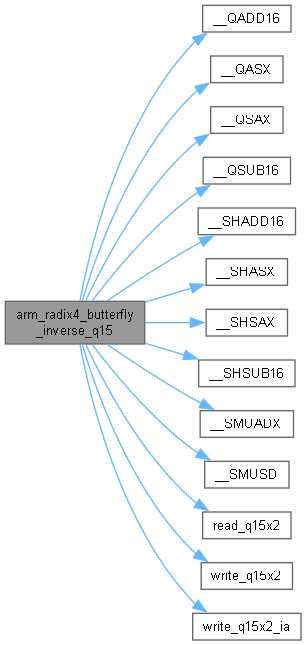 __QADD16
__QASX
__QSAX
__QSUB16
__SHADD16
__SHASX
arm_radix4_butterfly
_inverse_q15
__SHSAX
__SHSUB16
__SMUADX
__SMUSD
read_q15x2
write_q15x2
write_q15x2_ia